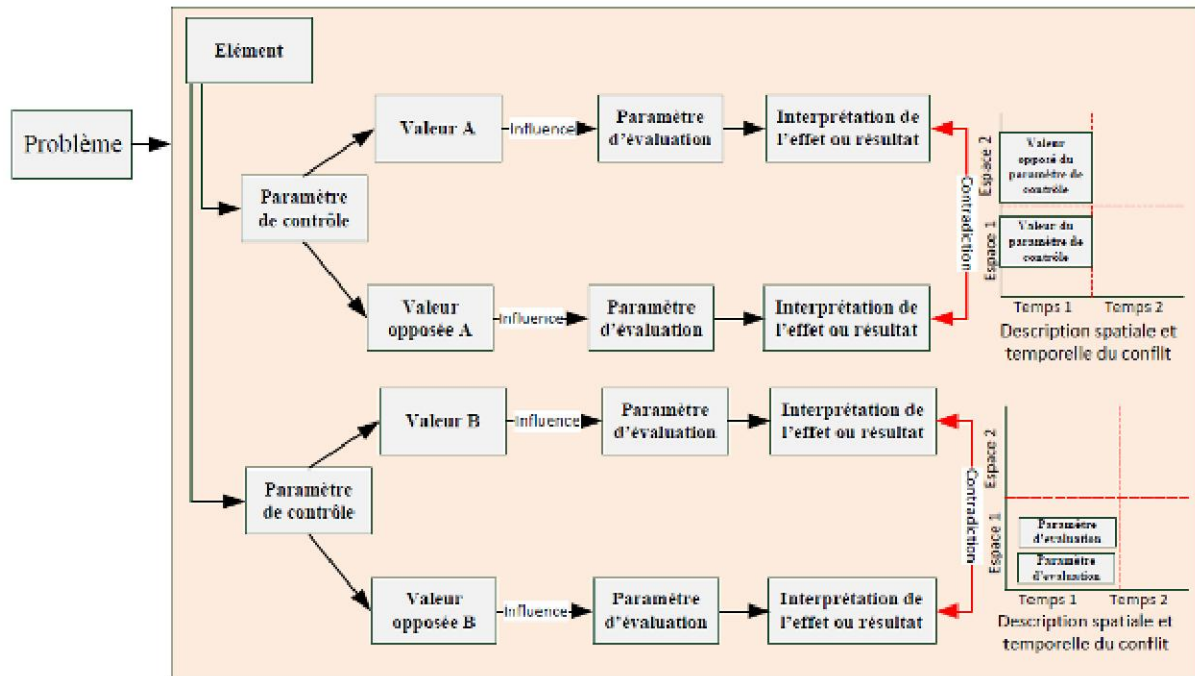 Elément
Problème
Valeur A
Influence
Paramètre
d'évaluation
Interprétation de
l'effet ou résultat
Paramètre
de contrôle
Contradiction
Valeur
opposée A
Influence
Paramètre
d'évaluation
Interprétation de
l'effet ou résultat
Espace 2
Valeur
opposé du
paramètre de
contrôle
Espace 1
Valeur du
paramètre de
contrôle
Temps 1
Temps 2
Description spatiale et
temporelle du conflit
Valeur B
Influence
Paramètre
d'évaluation
Interprétation de
l'effet ou résultat
Paramètre
de contrôle
Contradiction
Valeur
opposée B
Influence
Paramètre
d'évaluation
Interprétation de
l'effet ou résultat
Espace 2
Espace 1
Paramètre
d'évaluation
Paramètre
d'evaluation
Temps 1
Temps 2
Description spatiale et
temporelle du conflit